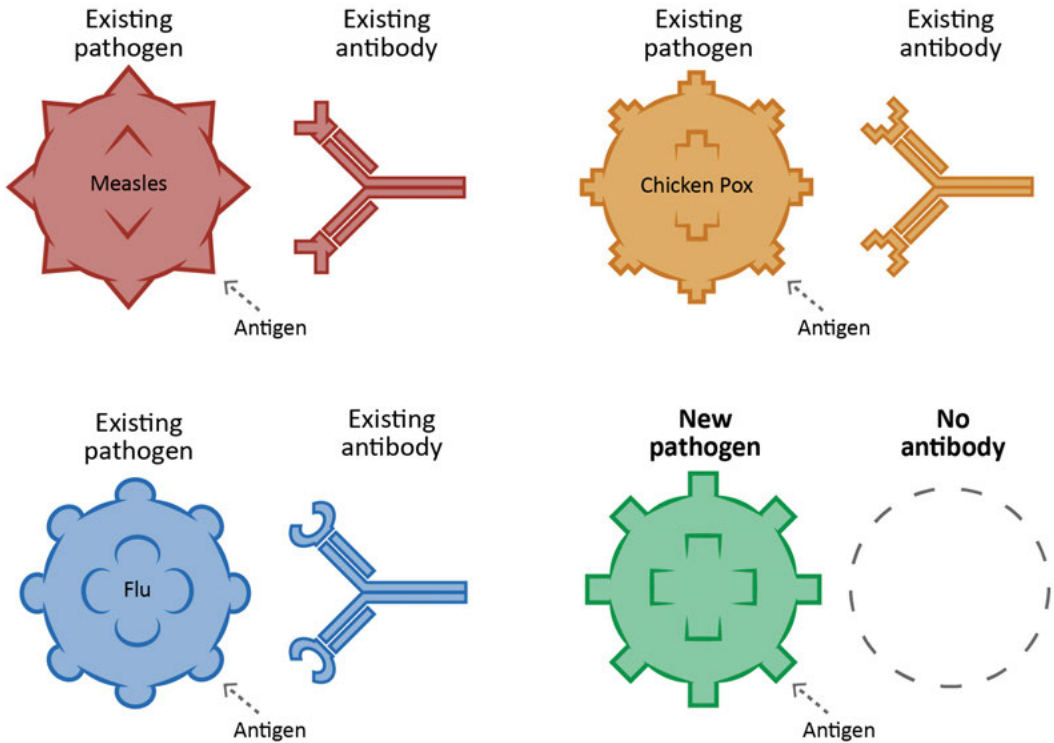 Existing
pathogen
Existing
antibody
Measles
Antigen
Existing
pathogen
Existing
antibody
Chicken Pox
Antigen
Existing
pathogen
Existing
antibody
Flu
Antigen
New
pathogen
No
antibody
Antigen